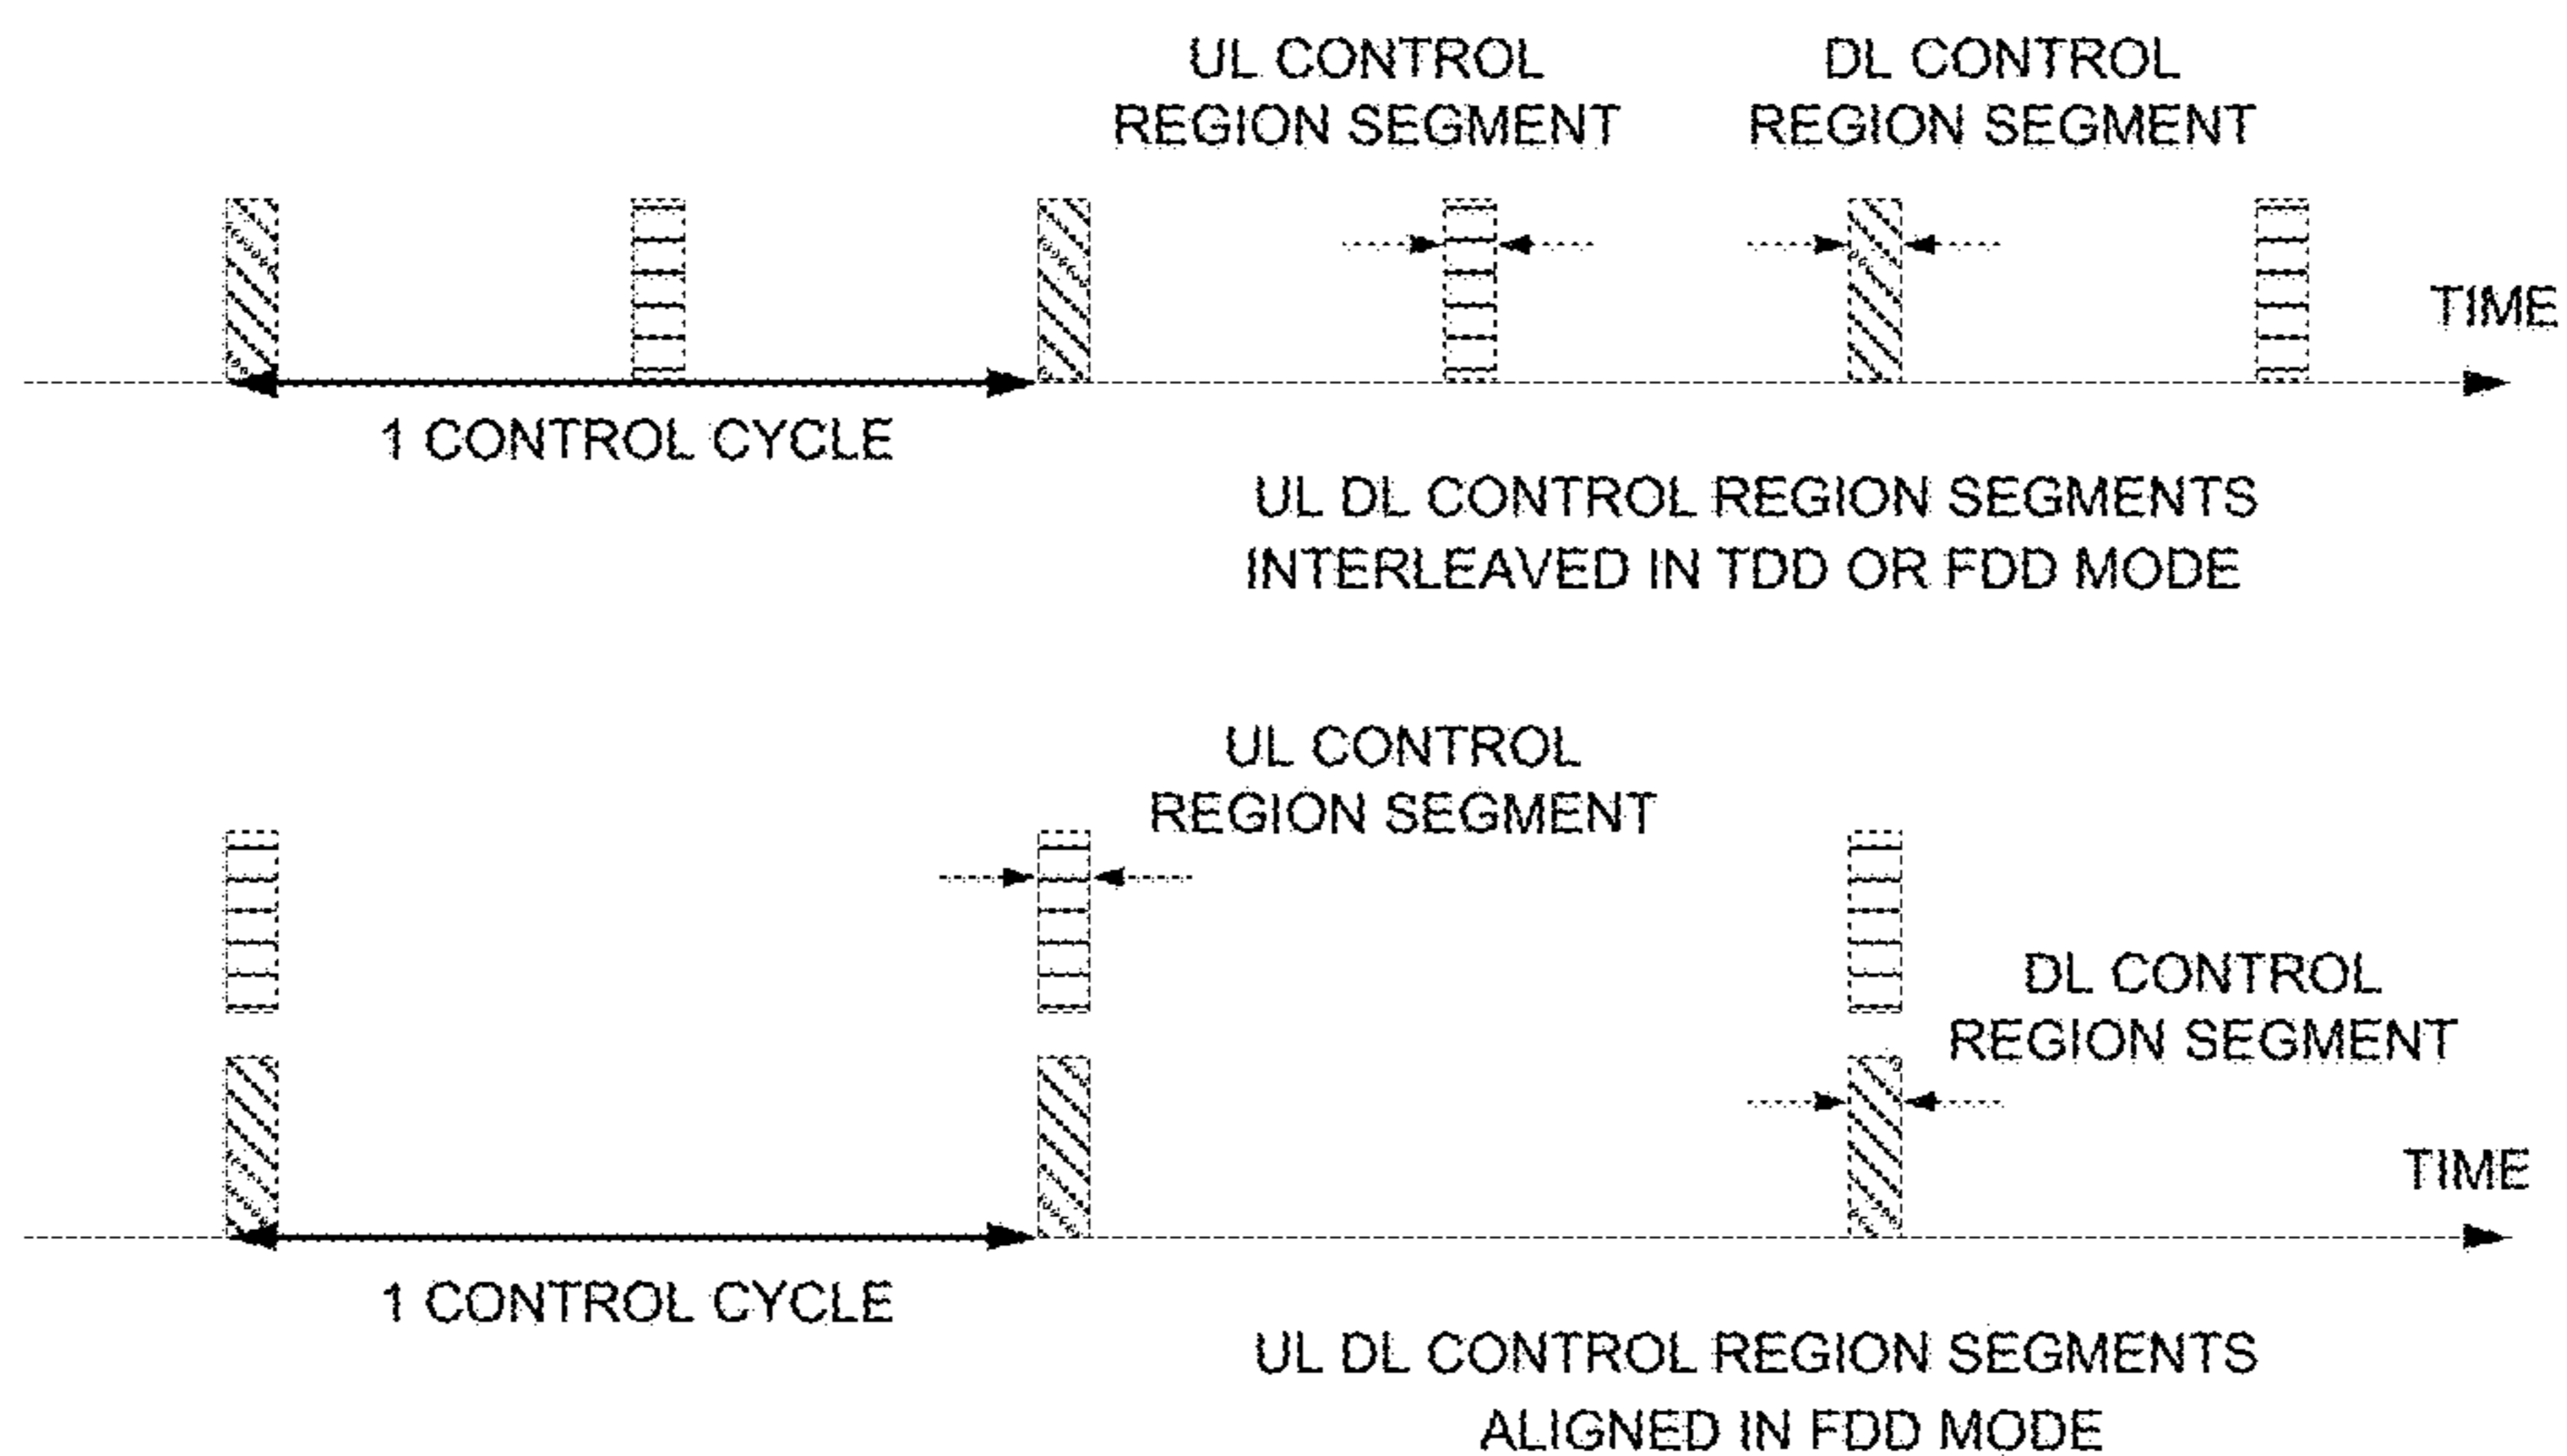 UL CONTROL
REGION SEGMENT
DL CONTROL
REGION SEGMENT
TIME
1 CONTROL CYCLE
UL DL CONTROL REGION SEGMENTS
INTERLEAVED IN TDD OR FDD MODE
UL CONTROL
REGION SEGMENT
DL CONTROL
REGION SEGMENT
TIME
1 CONTROL CYCLE
UL DL CONTROL REGION SEGMENTS
ALIGNED IN FDD MODE